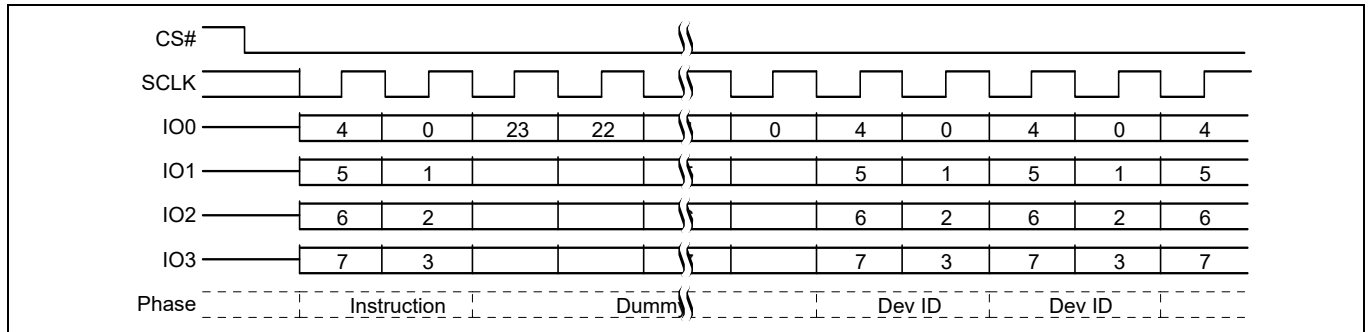 CS#
SCLK
IO0 4 0 23 22 0 4 0 4 0 4
IO1 5 1 5 1 5 1 5
IO2 6 2 6 2 6 2 6
IO3 7 3 7 3 7 3 7
Phase Instruction Dummy Dev ID Dev ID